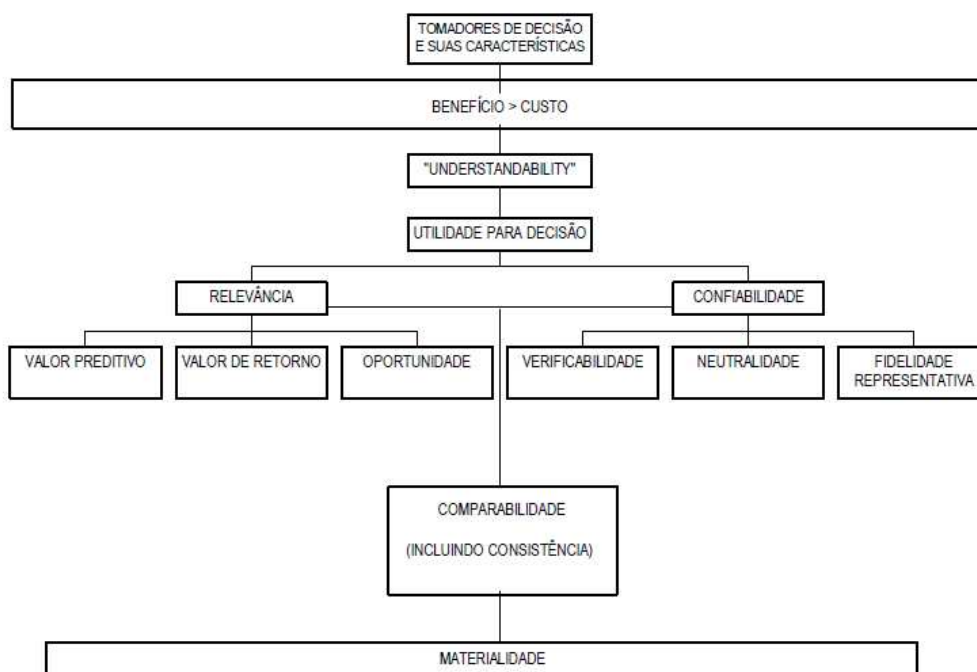 TOMADORES DE DECISÃO
E SUAS CARACTERÍSTICAS
BENEFÍCIO > CUSTO
"UNDERSTANDABILITY"
UTILIDADE PARA DECISÃO
RELEVÂNCIA
CONFIABILIDADE
VALOR PREDITIVO
VALOR DE RETORNO
OPORTUNIDADE
VERIFICABILIDADE
NEUTRALIDADE
FIDELIDADE
REPRESENTATIVA
COMPARABILIDADE
(INCLUINDO CONSISTÊNCIA)
MATERIALIDADE